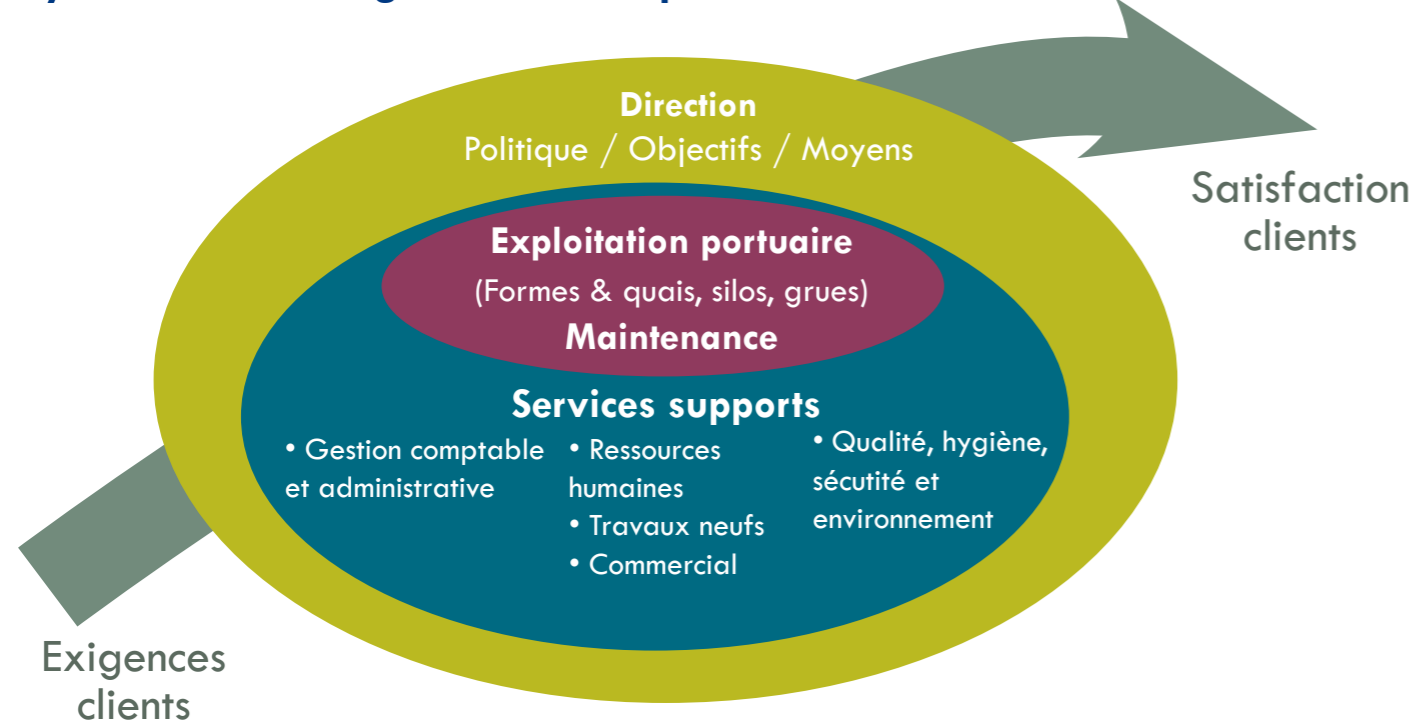 Direction
Politique / Objectifs / Moyens
Satisfaction
clients
Exploitation portuaire
(Formes & quais, silos, grues)
Maintenance
Services supports
• Gestion comptable
et administrative
• Ressources
humaines
• Travaux neufs
• Commercial
• Qualité, hygiène,
sécutité et
environnement
Exigences
clients